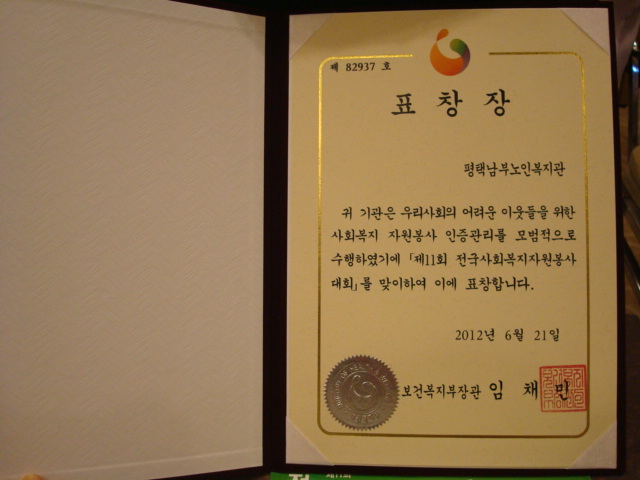 제 82937 호
표 창 장
평택남부노인복지관
귀 기관은 우리사회의 어려운 이웃들을 위한
사회복지 자원봉사 인증관리를 모범적으로
수행하였기에 「제11회 전국사회복지자원봉사
대회」를 맞이하여 이에 표창합니다.
2012년 6월 21일
보건복지부장관 임 채 민
제11회